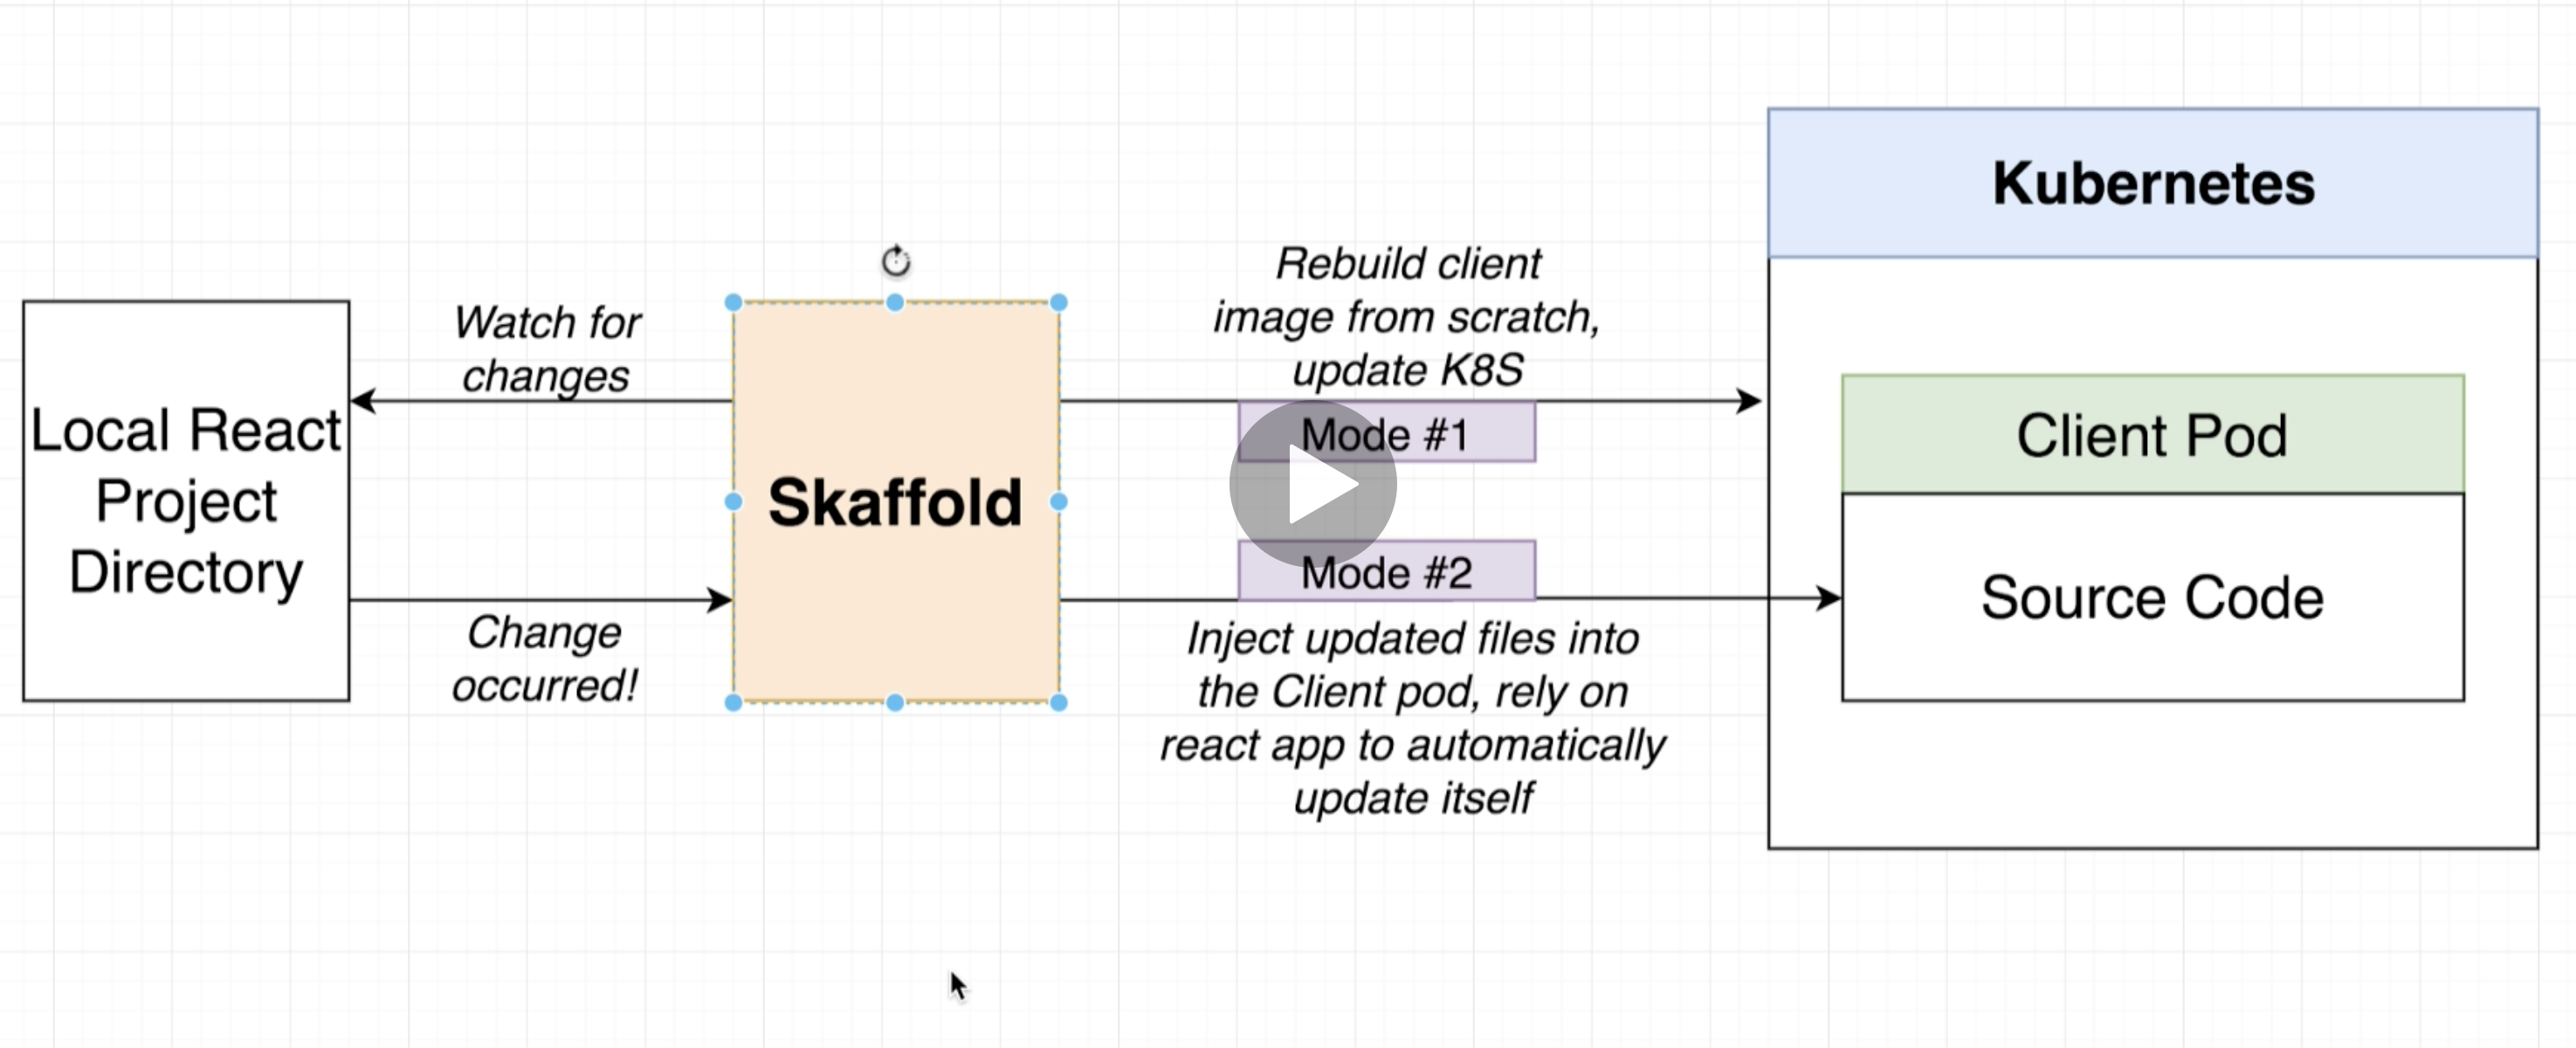 Kubernetes
Rebuild client
image from scratch,
update K8S
Watch for
changes
Local React
Project
Directory
Skaffold
Mode #1
Client Pod
Mode #2
Source Code
Change
occurred!
Inject updated files into
the Client pod, rely on
react app to automatically
update itself